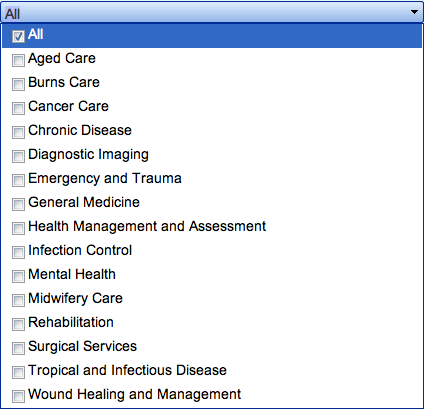 All
All
Aged Care
Burns Care
Cancer Care
Chronic Disease
Diagnostic Imaging
Emergency and Trauma
General Medicine
Health Management and Assessment
Infection Control
Mental Health
Midwifery Care
Rehabilitation
Surgical Services
Tropical and Infectious Disease
Wound Healing and Management